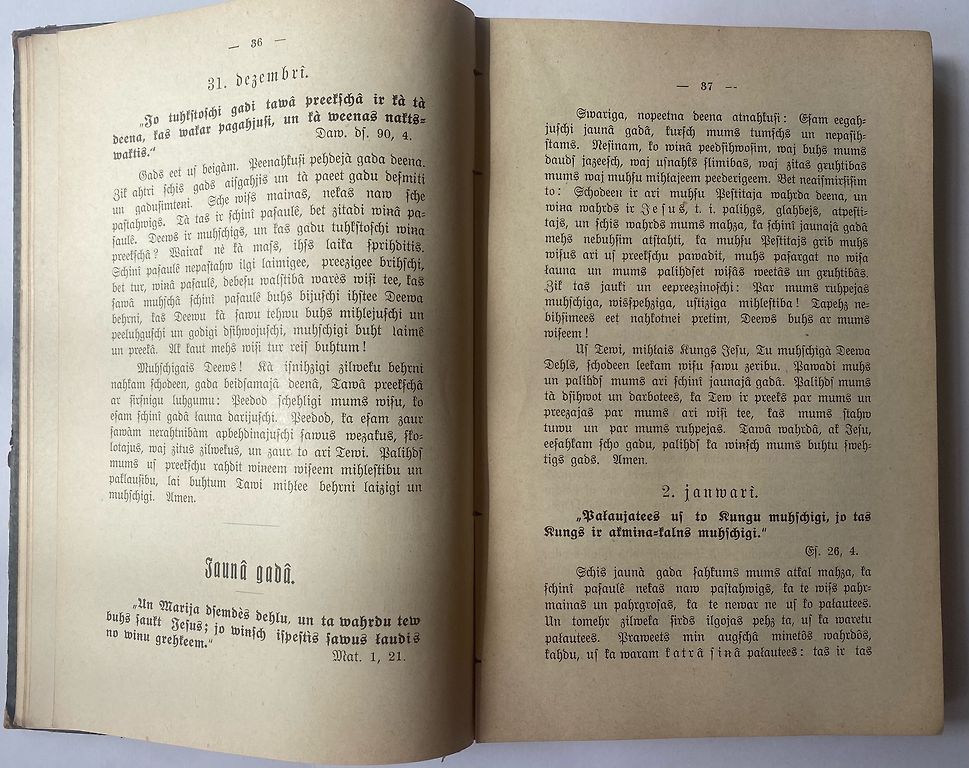 — 36 —
31. dezembrî.
„Jo tuhkstoschi gadi tawâ preekschâ ir kà tà
deena, kas wakar pagahjuſi, un kà weenas nakts-
waktis.“
Daw. dſ. 90, 4.
Gads eet uſ beigàm. Peenahkuſi pehdejà gada deena.
Zik ahtri ſchis gads aiſgahjis un tà paeet gadu deſmiti
un gaduſimteni. Sche wiſs mainas, nekas naw ſche
paſtahwigs. Tà tas ir ſchinî paſaulê, bet zitadi winâ pa-
ſaulê. Deews ir muhſchigs, un kas gadu tuhkſtoſchi wina
preekſchâ? Wairak nê kà maſs, ihſs laika ſprihditis.
Schinî paſaulê nepaſtahw ilgi laimigee, preezigee brihſchi,
bet tur, winâ paſaulê, debeſu walſtibâ warês wiſi tee, kas
ſawâ muhſchâ ſchinî paſaulê buhs bijuſchi ihſtee Deewa
behrni, kas Deewu kà ſawu tehwu buhs mihlejuſchi un
peeluhguſchi un godigi dſihwojuſchi, muhſchigi buht laimê
un preekâ. Ak kaut mehs wiſi tur reiſ buhtum!
Muhſchigais Deews! Kà iſnihzigi zilweku behrni
nahkam ſchodeen, gada beidſamajâ deenâ, Tawâ preekſchâ
ar ſirſnigu luhgumu: Peedod ſchehligi mums wiſu, ko
eſam ſchinî gadâ launa darijuſchi. Peedod, ka eſam zaur
ſawàm nerahtnibàm apbehdinajuſchi ſawus wezakus, ſko-
lotajus, waj zitus zilwekus, un zaur to ari Tewi. Palihdſ
mums uſ preekſchu rahdit wineem wiſeem mihleſtibu un
paklauſibu, lai buhtum Tawi mihlee behrni laizigi un
muhſchigi. Amen.
Jaunâ gadâ.
„Un Marija dſemdês dehlu, un ta wahrdu tew
buhs ſaukt Jeſus; jo winſch iſpeſtis ſawus laudis
no winu grehkeem.“
Mat. 1, 21.
— 37 —
Swariga, nopeetna deena atnahkuſi: Eſam eegah-
juſchi jaunâ gadâ, kurſch mums tumſchs un nepaſih-
ſtams. Neſinam, ko winâ peedſihwoſim, waj buhs mums
daudſ jazeeſch, waj uſnahks ſlimibas, waj zitas gruhtibas
mums waj muhſu mihlajeem peederigeem. Bet neaiſmirſiſim
to: Schodeen ir ari muhſu Peſtitaja wahrda deena, un
wina wahrds ir Jeſus, t. i. palihgs, glahbejs, atpeſti-
tajs, un ſchis wahrds mums mahza, ka ſchinî jaunajâ gadâ
mehs nebuhſim atſtahti, ka muhſu Peſtitajs grib muhs
wiſus ari uſ preekſchu pawadit, muhs paſargat no wiſa
launa un mums palihdſet wiſâs weetâs un gruhtibâs.
Zik tas jauki un eepreezinoſchi: Par mums ruhpejas
muhſchiga, wiſſpehziga, uſtiziga mihleſtiba! Tapehz ne-
bihſimees eet nahkotnei pretim, Deews buhs ar mums
wiſeem!
Uſ Tewi, mihlais Kungs Jeſu, Tu muhſchigà Deewa
Dehls, ſchodeen leekam wiſu ſawu zeribu. Pawadi muhs
un palihdſ mums ari ſchinî jaunajâ gadâ. Palihdſ mums
tà dſihwot un darbotees, ka Tew ir preeks par mums un
preezajas par mums ari wiſi tee, kas mums ſtahw
tuwu un par mums ruhpejas. Tawâ wahrdâ, ak Jeſu,
eeſahkam ſcho gadu, palihdſ ka winſch mums buhtu ſweh-
tigs gads. Amen.
2. janwarî.
„Palaujatees uſ to Kungu muhſchigi, jo tas
Kungs ir akmina-kalns muhſchigi.“
Eſ. 26, 4.
Schis jaunà gada ſahkums mums atkal mahza, ka
ſchinî paſaulê nekas naw paſtahwigs, ka te wiſs pahr-
mainas un pahrgroſas, ka te newar ne uſ ko palautees.
Un tomehr zilweka ſirds ilgojas pehz ta, uſ ka waretu
palautees. Praweets min augſchâ minetôs wahrdôs,
kahdu, uſ ka waram katrâ ſinâ palautees: tas ir tas